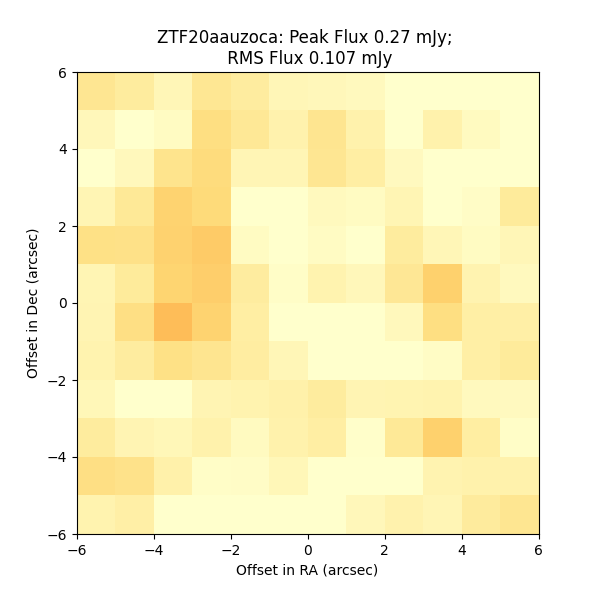 ZTF20aauzoca: Peak Flux 0.27 mJy;
RMS Flux 0.107 mJy
6
4
2
0
−2
−4
−6
Offset in Dec (arcsec)
−6 −4 −2 0 2 4 6
Offset in RA (arcsec)